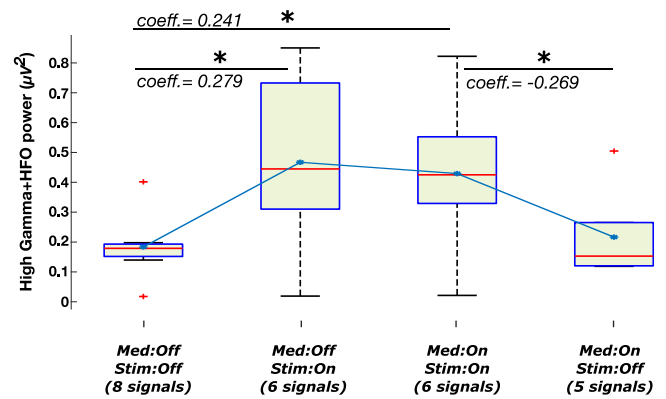 coeff.= 0.241
*
*
*
coeff.= 0.279
coeff.= -0.269
High Gamma+HFO power (µV²)
0.8
0.7
0.6
0.5
0.4
0.3
0.2
0.1
0
Med:Off Med:Off Med:On Med:On
Stim:Off Stim:On Stim:On Stim:Off
(8 signals) (6 signals) (6 signals) (5 signals)